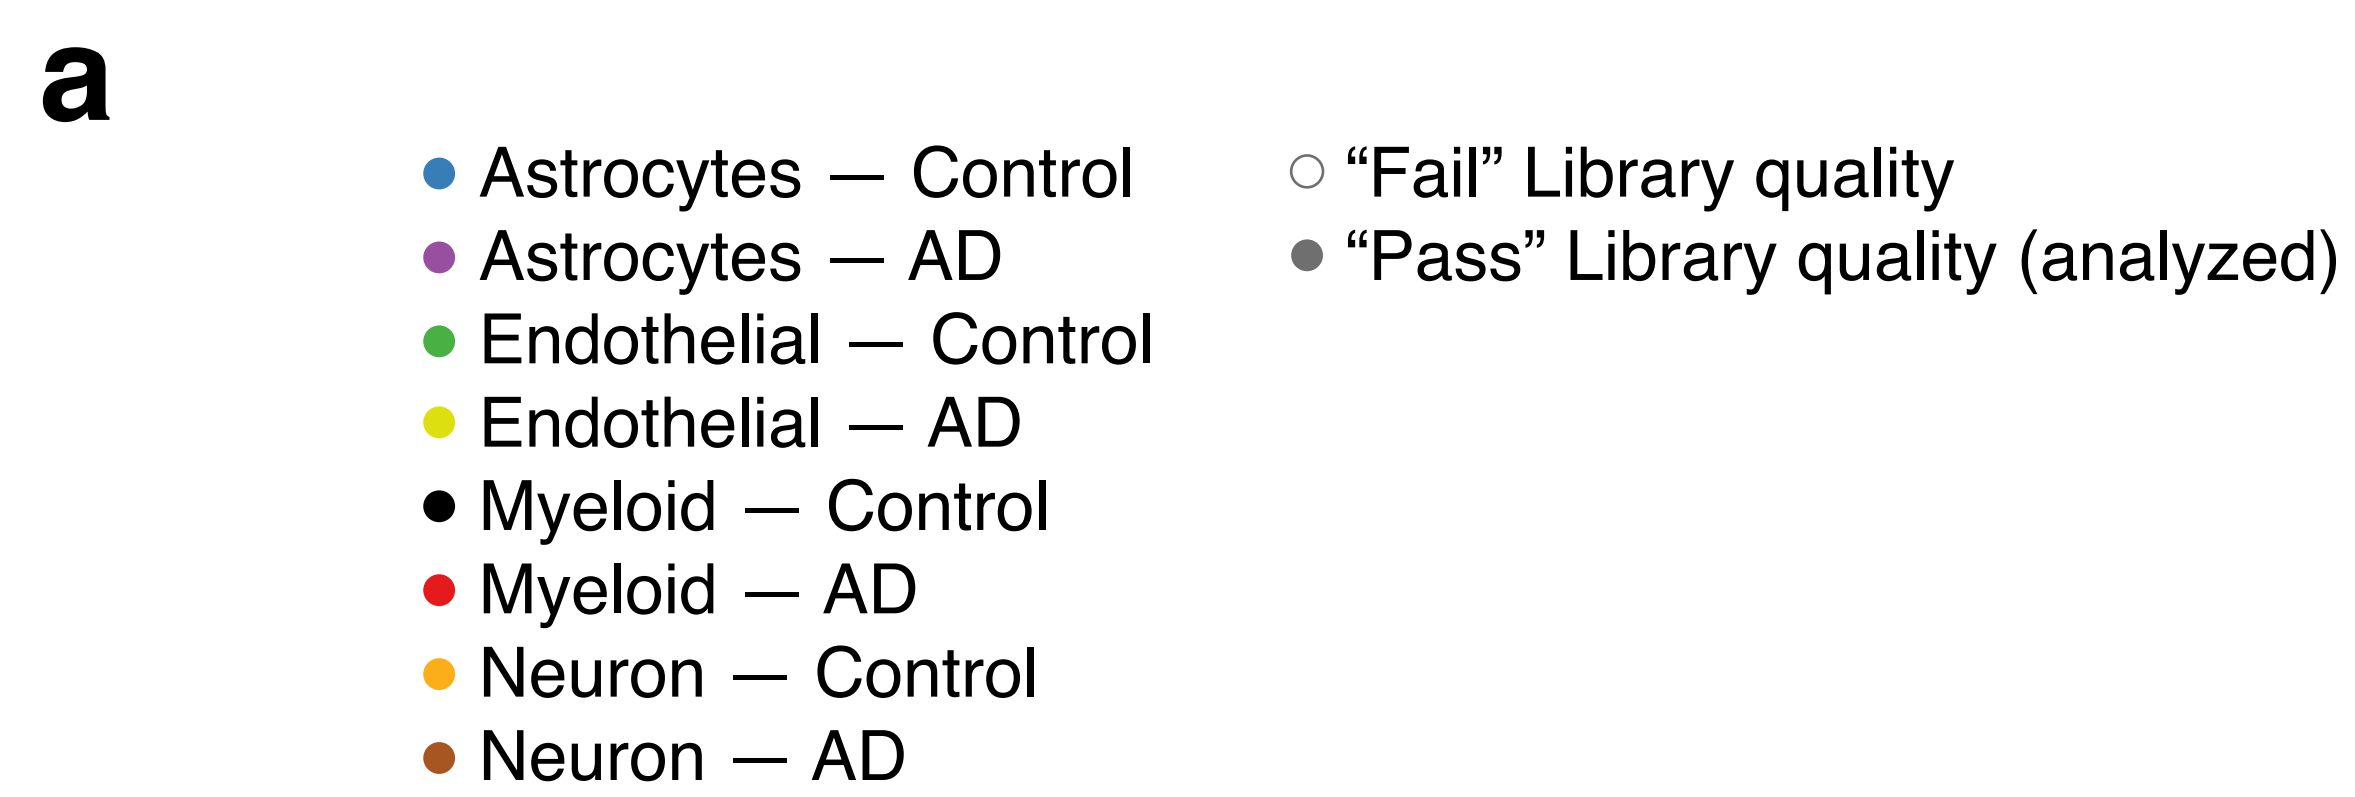 a
Astrocytes — Control
Astrocytes — AD
Endothelial — Control
Endothelial — AD
Myeloid — Control
Myeloid — AD
Neuron — Control
Neuron — AD
“Fail” Library quality
“Pass” Library quality (analyzed)